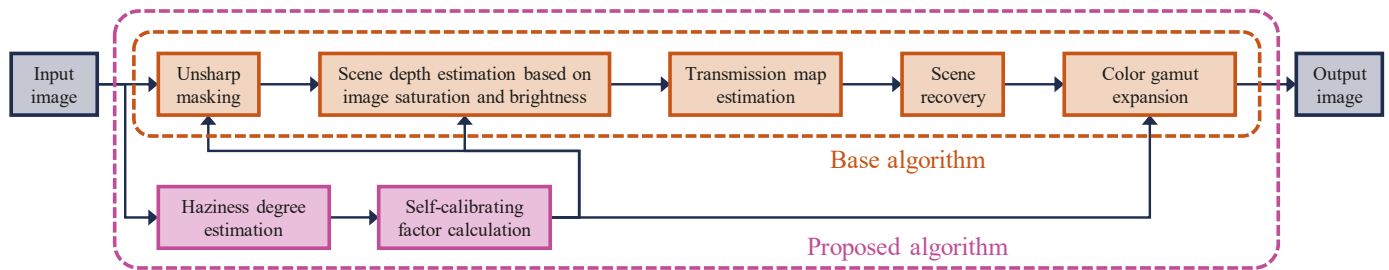 Input
image
Unsharp
masking
Scene depth estimation based on
image saturation and brightness
Transmission map
estimation
Scene
recovery
Color gamut
expansion
Output
image
Base algorithm
Haziness degree
estimation
Self-calibrating
factor calculation
Proposed algorithm